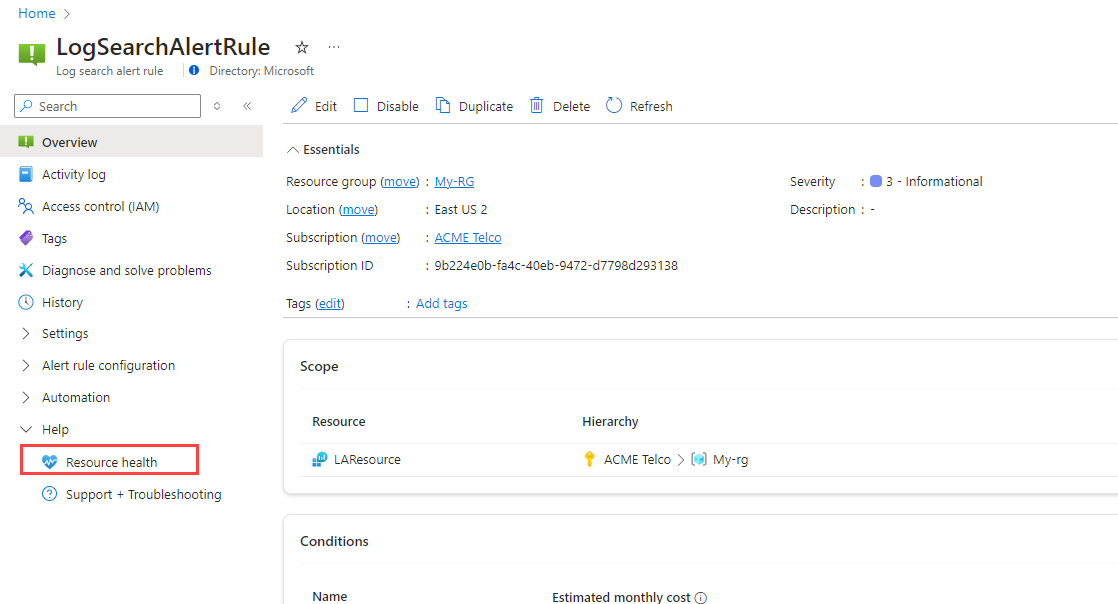 Home
LogSearchAlertRule
Log search alert rule
Directory: Microsoft
Search
Edit
Disable
Duplicate
Delete
Refresh
Overview
Activity log
Access control (IAM)
Tags
Diagnose and solve problems
History
Settings
Alert rule configuration
Automation
Help
Resource health
Support + Troubleshooting
Essentials
Resource group (move) : My-RG
Location (move) : East US 2
Subscription (move) : ACME Telco
Subscription ID : 9b224e0b-fa4c-40eb-9472-d7798d293138
Tags (edit) : Add tags
Severity : 3 - Informational
Description : -
Scope
Resource Hierarchy
LAResource ACME Telco > My-rg
Conditions
Name Estimated monthly cost